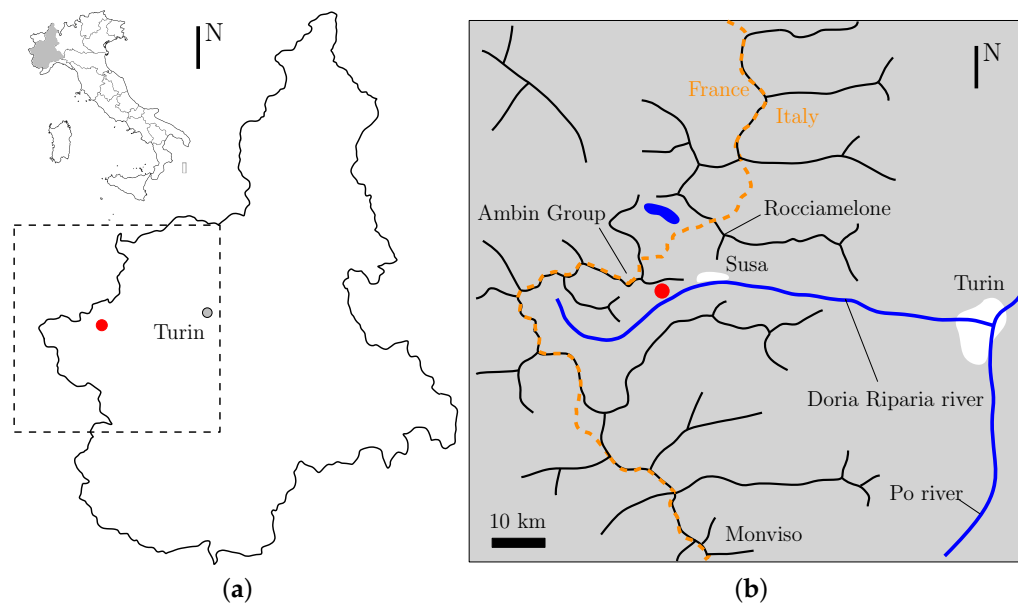 N
Turin
(a)
N
France
Italy
Ambin Group
Rocciamelone
Susa
Turin
Doria Riparia river
Po river
10 km
Monviso
(b)